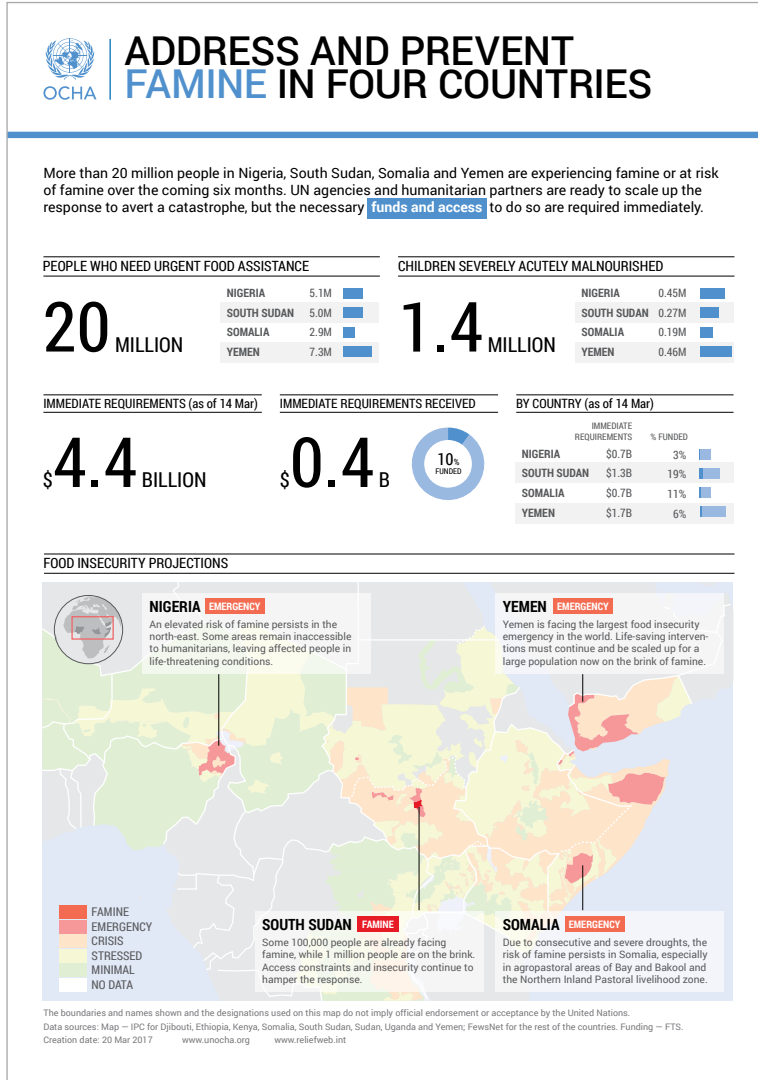 OCHA
ADDRESS AND PREVENT
FAMINE IN FOUR COUNTRIES
More than 20 million people in Nigeria, South Sudan, Somalia and Yemen are experiencing famine or at risk
of famine over the coming six months. UN agencies and humanitarian partners are ready to scale up the
response to avert a catastrophe, but the necessary funds and access to do so are required immediately.
PEOPLE WHO NEED URGENT FOOD ASSISTANCE
20 MILLION
NIGERIA 5.1M
SOUTH SUDAN 5.0M
SOMALIA 2.9M
YEMEN 7.3M
CHILDREN SEVERELY ACUTELY MALNOURISHED
1.4 MILLION
NIGERIA 0.45M
SOUTH SUDAN 0.27M
SOMALIA 0.19M
YEMEN 0.46M
IMMEDIATE REQUIREMENTS (as of 14 Mar)
$4.4 BILLION
IMMEDIATE REQUIREMENTS RECEIVED
$0.4 B
10%
FUNDED
BY COUNTRY (as of 14 Mar)
IMMEDIATE
REQUIREMENTS % FUNDED
NIGERIA $0.7B 3%
SOUTH SUDAN $1.3B 19%
SOMALIA $0.7B 11%
YEMEN $1.7B 6%
FOOD INSECURITY PROJECTIONS
NIGERIA EMERGENCY
An elevated risk of famine persists in the
north-east. Some areas remain inaccessible
to humanitarians, leaving affected people in
life-threatening conditions.
YEMEN EMERGENCY
Yemen is facing the largest food insecurity
emergency in the world. Life-saving interven-
tions must continue and be scaled up for a
large population now on the brink of famine.
FAMINE
EMERGENCY
CRISIS
STRESSED
MINIMAL
NO DATA
SOUTH SUDAN FAMINE
Some 100,000 people are already facing
famine, while 1 million people are on the brink.
Access constraints and insecurity continue to
hamper the response.
SOMALIA EMERGENCY
Due to consecutive and severe droughts, the
risk of famine persists in Somalia, especially
in agropastoral areas of Bay and Bakool and
the Northern Inland Pastoral livelihood zone.
The boundaries and names shown and the designations used on this map do not imply official endorsement or acceptance by the United Nations.
Data sources: Map — IPC for Djibouti, Ethiopia, Kenya, Somalia, South Sudan, Sudan, Uganda and Yemen; FewsNet for the rest of the countries. Funding — FTS.
Creation date: 20 Mar 2017 www.unocha.org www.reliefweb.int